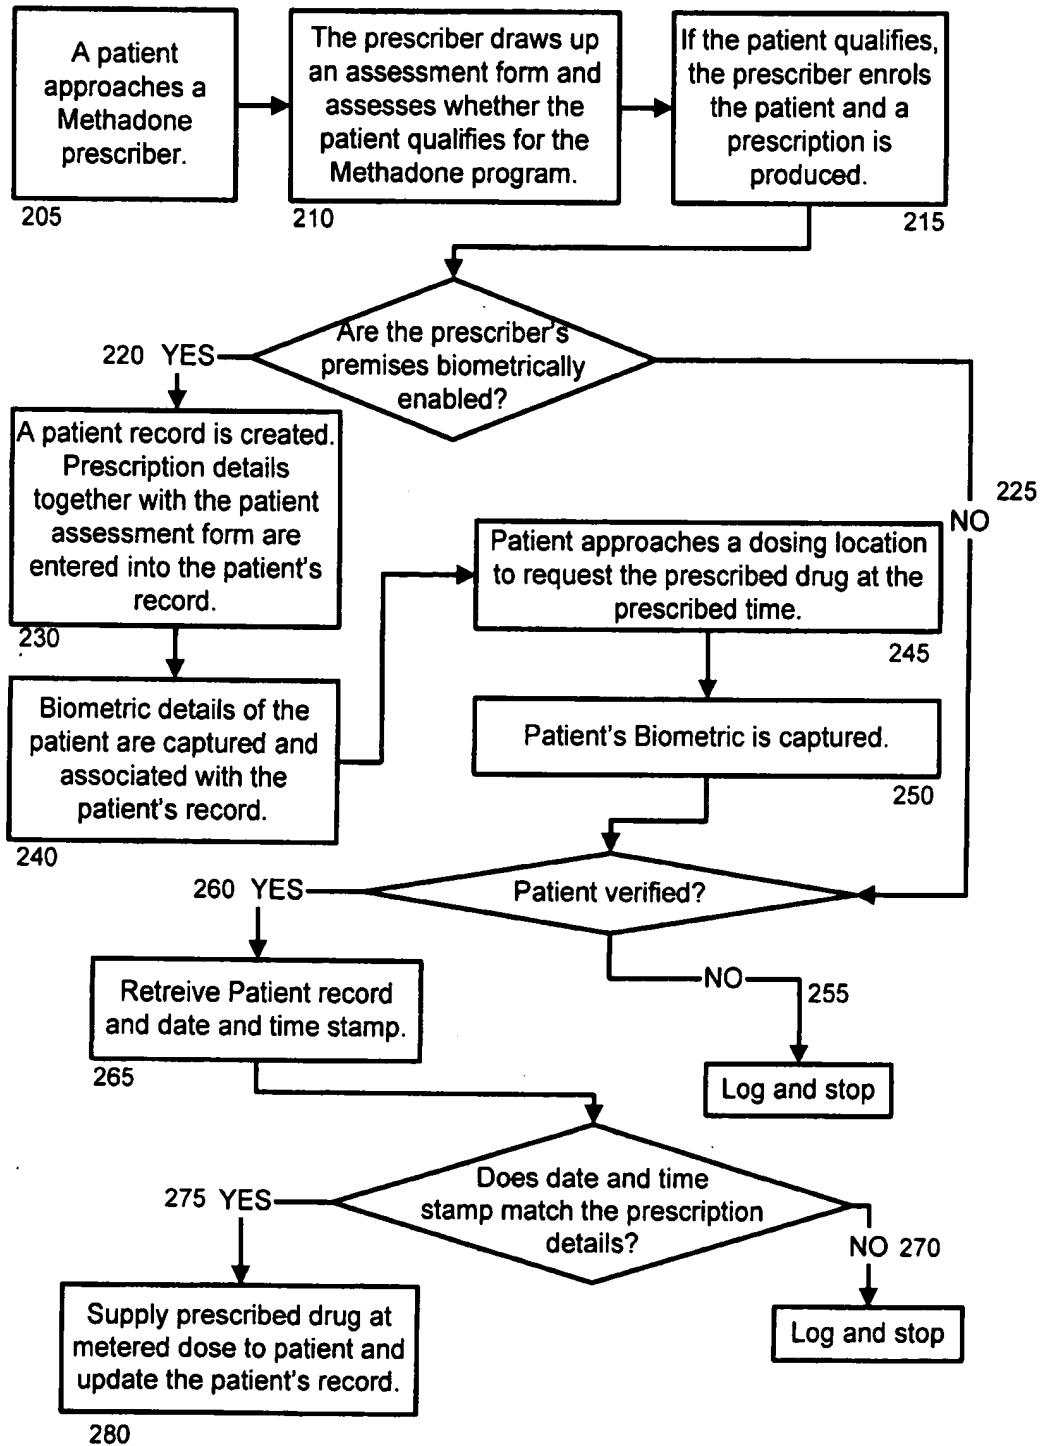 A patient
approaches a
Methadone
prescriber.
205
The prescriber draws up
an assessment form and
assesses whether the
patient qualifies for the
Methadone program.
210
If the patient qualifies,
the prescriber enrols
the patient and a
prescription is
produced.
215
Are the prescriber's
premises biometrically
enabled?
220 YES
225
NO
A patient record is created.
Prescription details
together with the patient
assessment form are
entered into the patient's
record.
230
Biometric details of the
patient are captured and
associated with the
patient's record.
240
Patient approaches a dosing location
to request the prescribed drug at the
prescribed time.
245
Patient's Biometric is captured.
250
Patient verified?
260 YES
NO
255
Log and stop
Retreive Patient record
and date and time stamp.
265
Does date and time
stamp match the prescription
details?
275 YES
NO 270
Log and stop
Supply prescribed drug at
metered dose to patient and
update the patient's record.
280